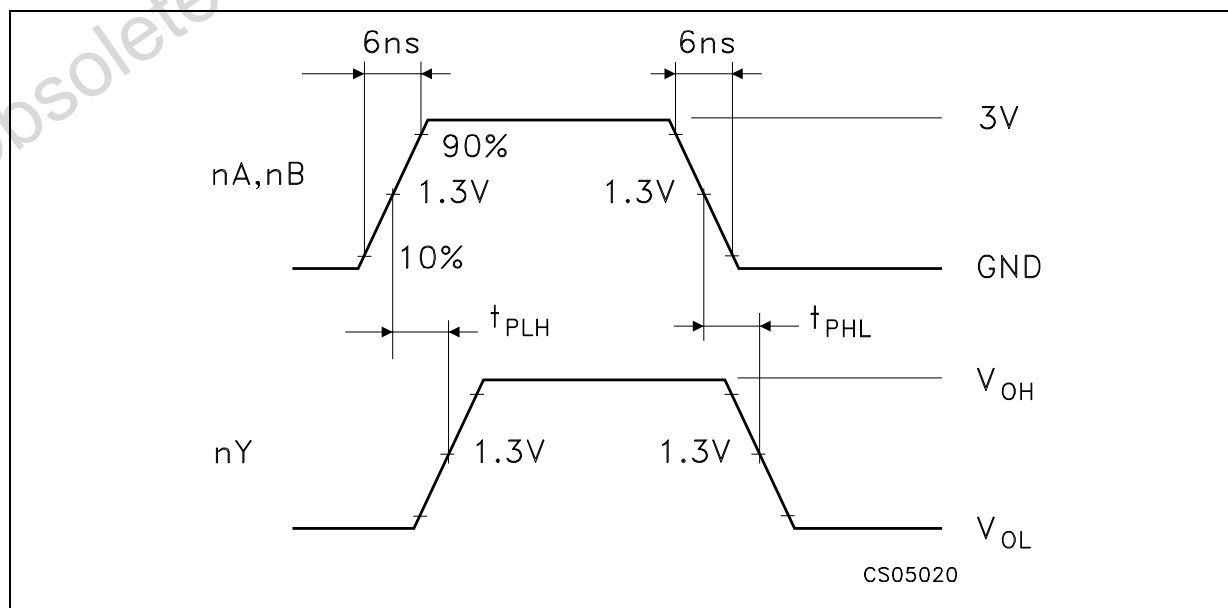 obsolete
6ns 6ns
3V
90%
nA,nB 1.3V 1.3V
10%
GND
tPLH tPHL
VOH
nY 1.3V 1.3V
VOL
CS05020